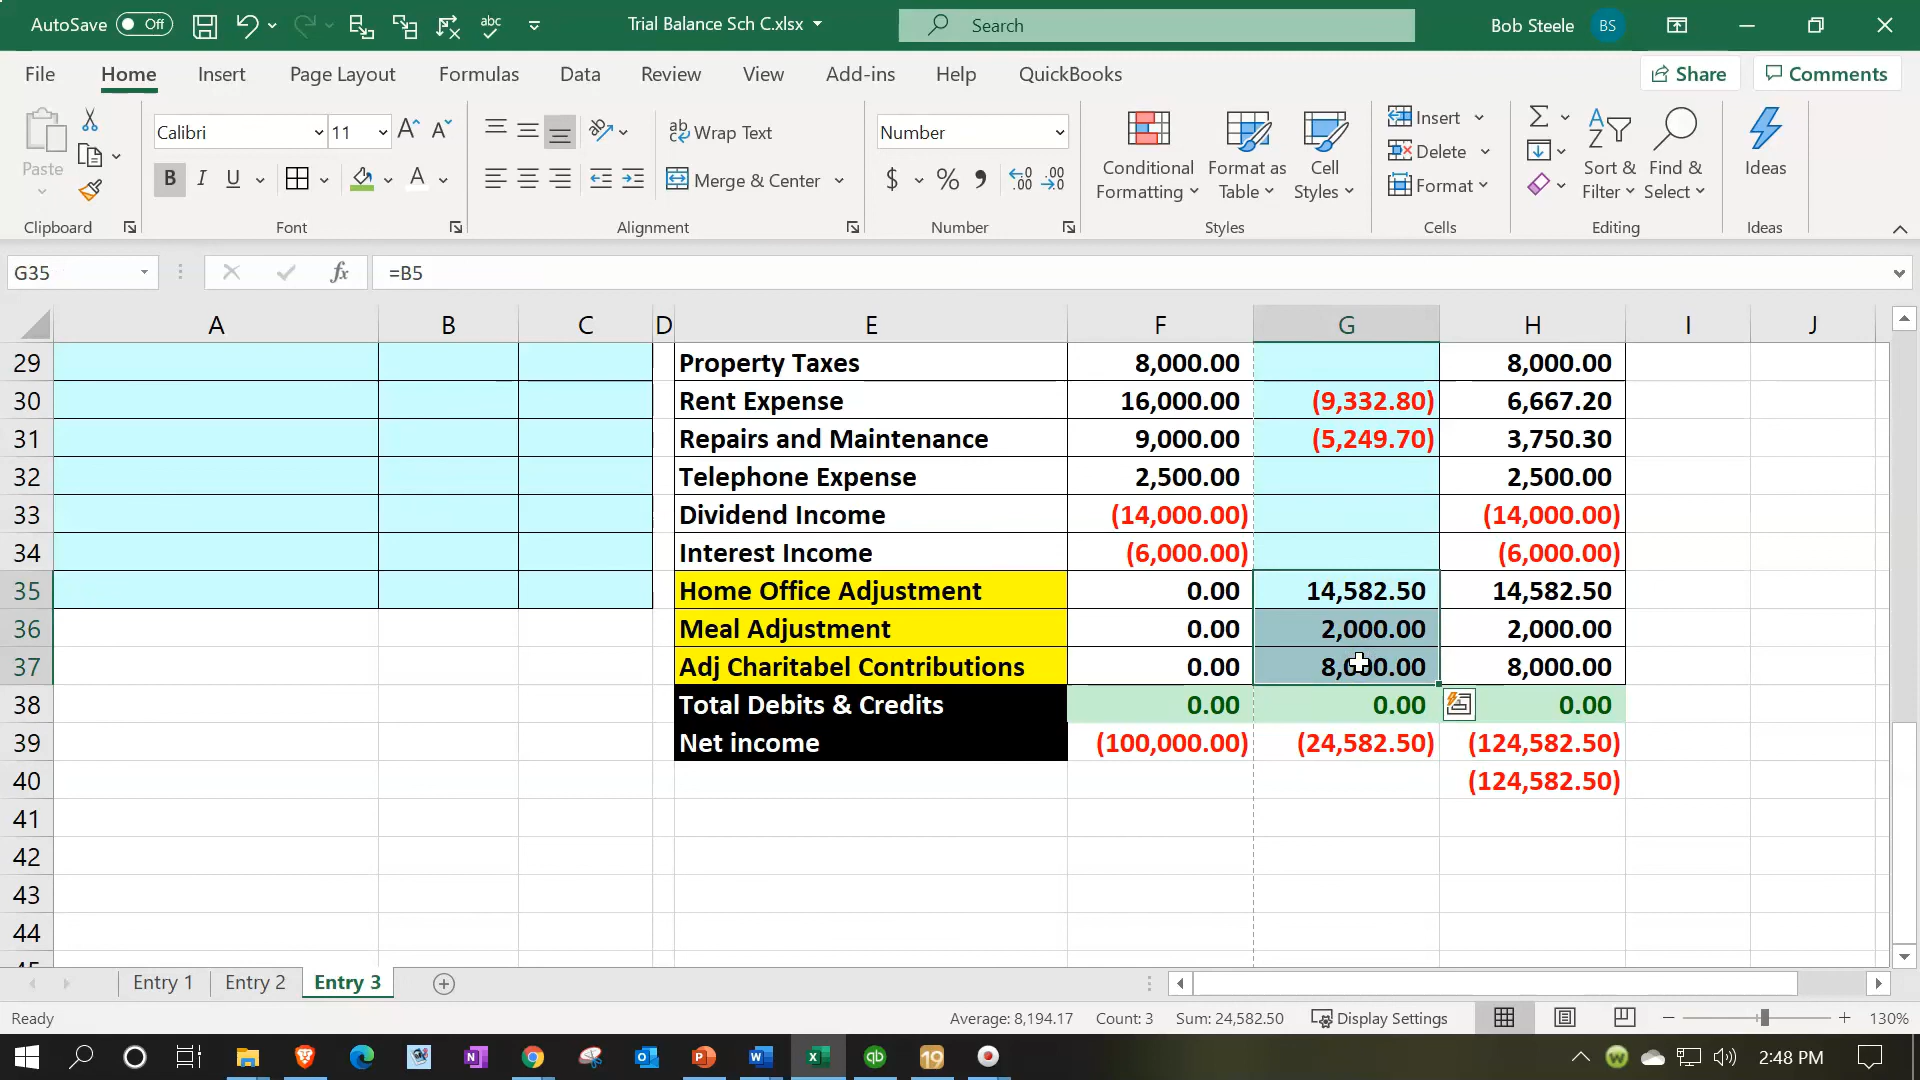 AutoSave Off Trial Balance Sch C.xlsx Search Bob Steele BS
File Home Insert Page Layout Formulas Data Review View Add-ins Help QuickBooks Share Comments
Paste Calibri 11 A A ab Wrap Text Number Conditional Formatting Format as Table Cell Styles Insert Sort & Filter Find & Select Ideas
B I U A Merge & Center $ % Delete
Format
Clipboard Font Alignment Number Styles Cells Editing Ideas
G35 fx =B5
A B C D E F G H I J
29 Property Taxes 8,000.00 8,000.00
30 Rent Expense 16,000.00 (9,332.80) 6,667.20
31 Repairs and Maintenance 9,000.00 (5,249.70) 3,750.30
32 Telephone Expense 2,500.00 2,500.00
33 Dividend Income (14,000.00) (14,000.00)
34 Interest Income (6,000.00) (6,000.00)
35 Home Office Adjustment 0.00 14,582.50 14,582.50
36 Meal Adjustment 0.00 2,000.00 2,000.00
37 Adj Charitabel Contributions 0.00 8,000.00 8,000.00
38 Total Debits & Credits 0.00 0.00 0.00
39 Net income (100,000.00) (24,582.50) (124,582.50)
40 (124,582.50)
41
42
43
44
Entry 1 Entry 2 Entry 3
Ready Average: 8,194.17 Count: 3 Sum: 24,582.50 Display Settings 130%
2:48 PM